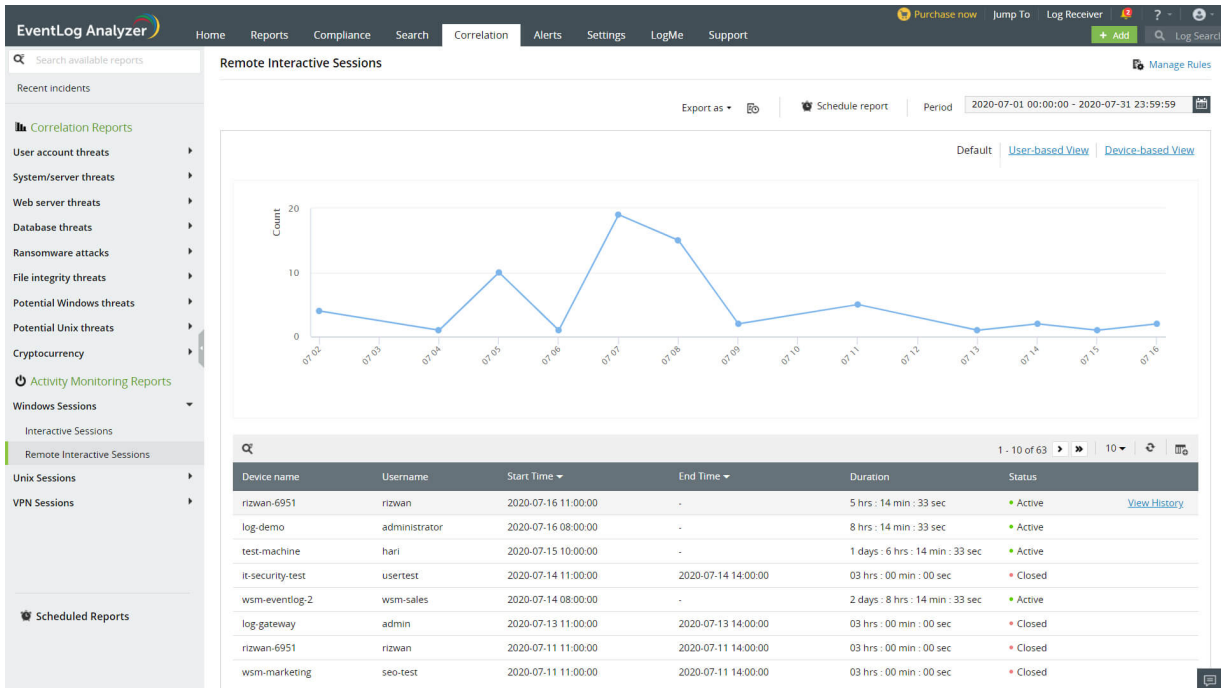 Purchase now Jump To Log Receiver 2 ?
EventLog Analyzer
Home Reports Compliance Search Correlation Alerts Settings LogMe Support
+ Add Log Search
Search available reports
Recent incidents
Correlation Reports
User account threats
System/server threats
Web server threats
Database threats
Ransomware attacks
File integrity threats
Potential Windows threats
Potential Unix threats
Cryptocurrency
Activity Monitoring Reports
Windows Sessions
Interactive Sessions
Remote Interactive Sessions
Unix Sessions
VPN Sessions
Scheduled Reports
Remote Interactive Sessions
Manage Rules
Export as Schedule report Period 2020-07-01 00:00:00 - 2020-07-31 23:59:59
Default User-based View Device-based View
Count
20
10
0
07 02 07 03 07 04 07 05 07 06 07 07 07 08 07 09 07 10 07 11 07 12 07 13 07 14 07 15 07 16
1 - 10 of 63 10
Device name Username Start Time End Time Duration Status
rizwan-6951 rizwan 2020-07-16 11:00:00 - 5 hrs : 14 min : 33 sec Active View History
log-demo administrator 2020-07-16 08:00:00 - 8 hrs : 14 min : 33 sec Active
test-machine hari 2020-07-15 10:00:00 - 1 days : 6 hrs : 14 min : 33 sec Active
it-security-test usertest 2020-07-14 11:00:00 2020-07-14 14:00:00 03 hrs : 00 min : 00 sec Closed
wsm-eventlog-2 wsm-sales 2020-07-14 08:00:00 - 2 days : 8 hrs : 14 min : 33 sec Active
log-gateway admin 2020-07-13 11:00:00 2020-07-13 14:00:00 03 hrs : 00 min : 00 sec Closed
rizwan-6951 rizwan 2020-07-11 11:00:00 2020-07-11 14:00:00 03 hrs : 00 min : 00 sec Closed
wsm-marketing seo-test 2020-07-11 11:00:00 2020-07-11 14:00:00 03 hrs : 00 min : 00 sec Closed